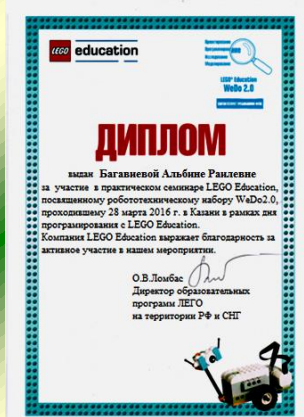 LEGO education
LEGO® Education
WeDo 2.0
ДИПЛОМ
выдан Багавиевой Альбине Раилевне
за участие в практическом семинаре LEGO Education,
посвященному робототехническому набору WeDo2.0,
проходившему 28 марта 2016 г. в Казани в рамках дня
програмирования с LEGO Education.
Компания LEGO Education выражает благодарность за
активное участие в нашем мероприятии.
О.В.Ломбас
Директор образовательных
программ ЛЕГО
на территории РФ и СНГ